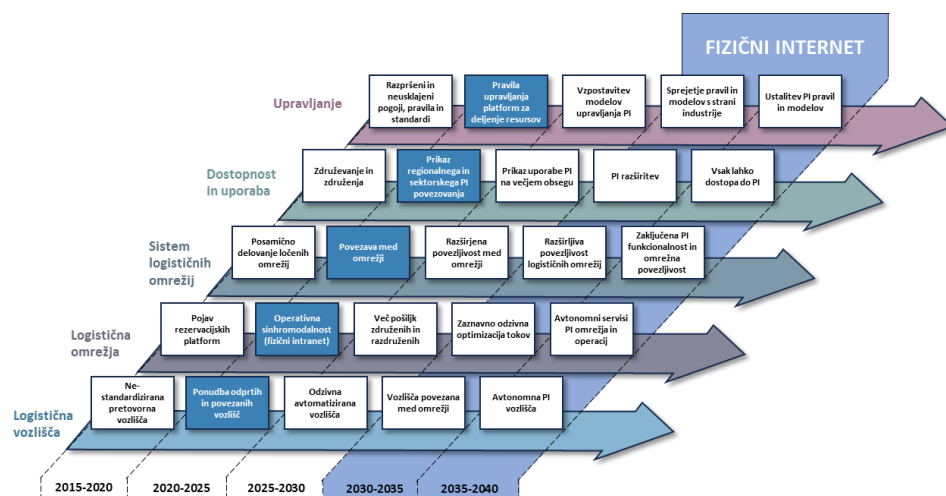 FIZIČNI INTERNET
Upravljanje
Razpršeni in
neusklajeni
pogoji, pravila in
standardi
Pravila
upravljanja
platform za
deljenje resursov
Vzpostavitev
modelov
upravljanja PI
Sprejetje pravil in
modelov s strani
industrije
Ustalitev PI pravil
in modelov
Dostopnost
in uporaba
Združevanje in
združenja
Prikaz
regionalnega in
sektorskega PI
povezovanja
Prikaz uporabe PI
na večjem obsegu
PI razširitev
Vsak lahko
dostopa do PI
Sistem
logističnih
omrežij
Posamično
delovanje ločenih
omrežij
Povezava med
omrežji
Razširjena
povezljivost med
omrežji
Razširljiva
povezljivost
logističnih omrežij
Zaključena PI
funkcionalnost in
omrežna
povezljivost
Logistična
omrežja
Pojav
rezervacijskih
platform
Operativna
sinhromodalnost
(fizični intranet)
Več pošiljk
združenih in
razdruženih
Zaznavno odzivna
optimizacija tokov
Avtonomni servisi
PI omrežja in
operacij
Logistična
vozlišča
Ne-
standardizirana
pretovorna
vozlišča
Ponudba odprtih
in povezanih
vozlišč
Odzivna
avtomatizirana
vozlišča
Vozlišča povezana
med omrežji
Avtonomna PI
vozlišča
2015-2020
2020-2025
2025-2030
2030-2035
2035-2040